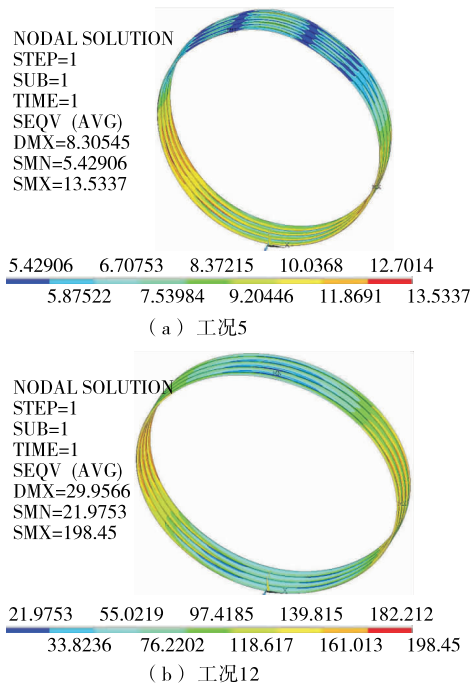 NODAL SOLUTION
STEP=1
SUB=1
TIME=1
SEQV (AVG)
DMX=8.30545
SMN=5.42906
SMX=13.5337
5.42906 6.70753 8.37215 10.0368 12.7014
5.87522 7.53984 9.20446 11.8691 13.5337
(a) 工况5
NODAL SOLUTION
STEP=1
SUB=1
TIME=1
SEQV (AVG)
DMX=29.9566
SMN=21.9753
SMX=198.45
21.9753 55.0219 97.4185 139.815 182.212
33.8236 76.2202 118.617 161.013 198.45
(b) 工况12